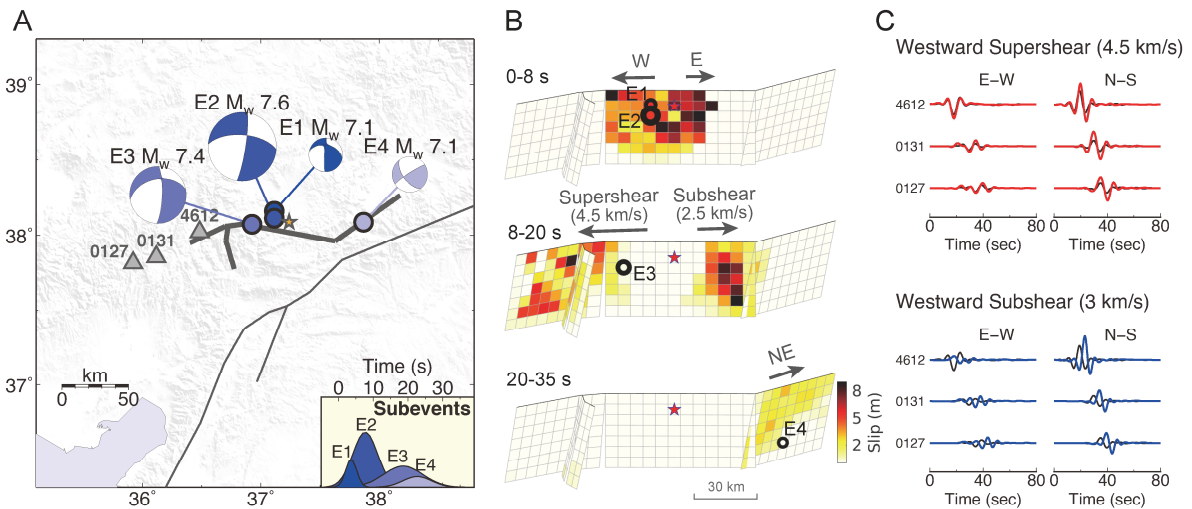 A
39°
38°
37°
36°
37°
38°
E2 Mw 7.6
E1 Mw 7.1
E3 Mw 7.4
E4 Mw 7.1
4612
0131
0127
km
0 50
Time (s)
0 10 20 30
Subevents
E2
E1
E3
E4
B
0-8 s
W E
E1
E2
8-20 s
Supershear
(4.5 km/s)
Subshear
(2.5 km/s)
E3
20-35 s
NE
E4
8
6
4
2
Slip (m)
30 km
C
Westward Supershear (4.5 km/s)
E-W N-S
4612
0131
0127
0 40 80 0 40 80
Time (sec) Time (sec)
Westward Subshear (3 km/s)
E-W N-S
4612
0131
0127
0 40 80 0 40 80
Time (sec) Time (sec)